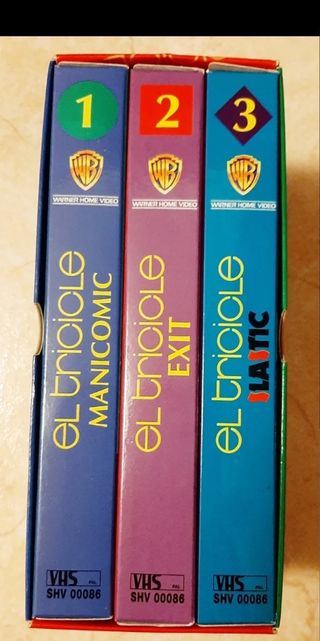 1
WB
WARNER HOME VIDEO
EL TRICICLE
MANICOMIC
VHS PAL
SHV 00086
2
WB
WARNER HOME VIDEO
EL TRICICLE
EXIT
VHS PAL
SHV 00086
3
WB
WARNER HOME VIDEO
EL TRICICLE
SLASTIC
VHS PAL
SHV 00086